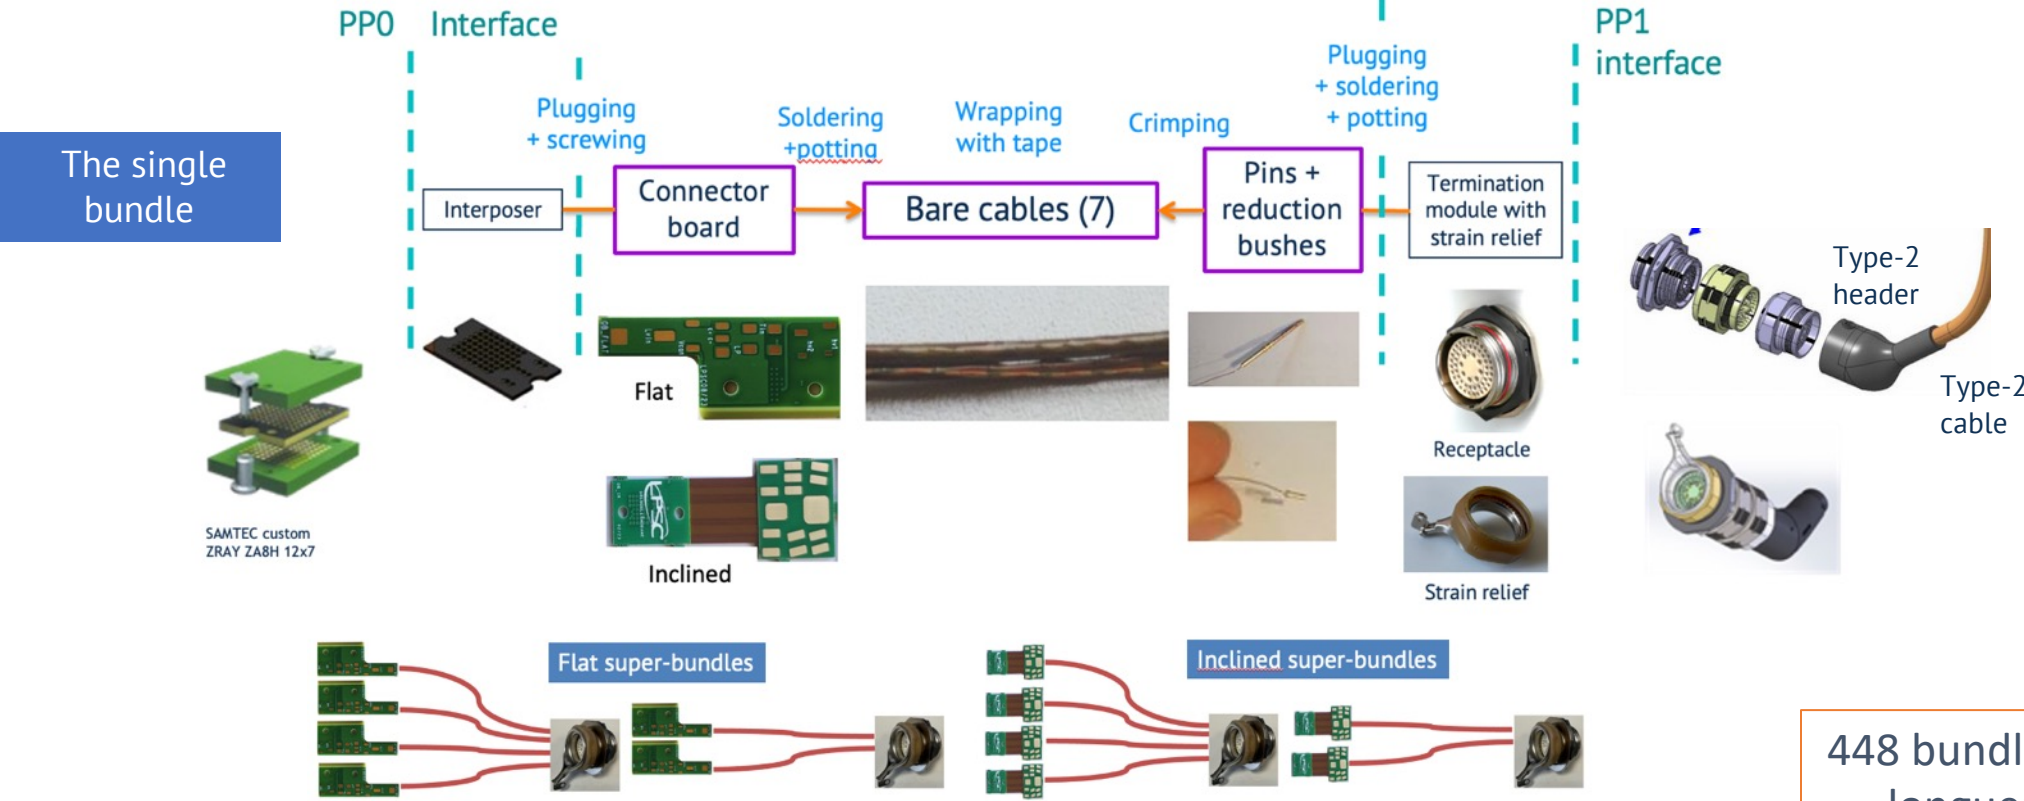 PP0
Interface
PP1
interface
Plugging
+ soldering
+ potting
Plugging
+ screwing
Soldering
+potting
Wrapping
with tape
Crimping
The single
bundle
Interposer
Connector
board
Bare cables (7)
Pins +
reduction
bushes
Termination
module with
strain relief
Type-2
header
Type-2
cable
Flat
Receptacle
SAMTEC custom
ZRAY ZA8H 12x7
Inclined
Strain relief
Flat super-bundles
Inclined super-bundles
448 bundl